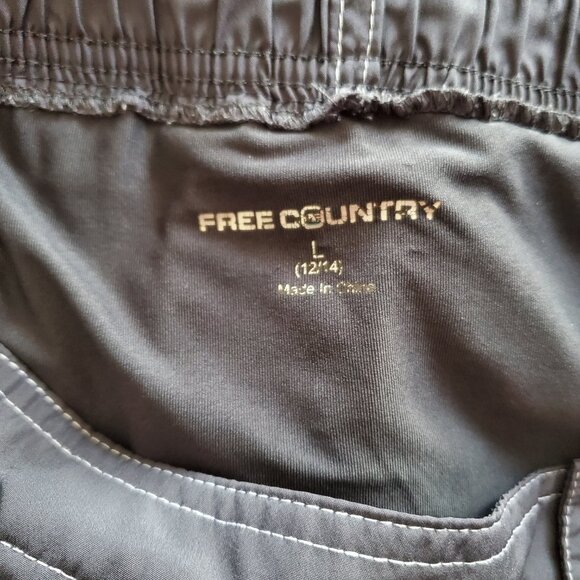 FREE COUNTRY
L
(12/14)
Made In China